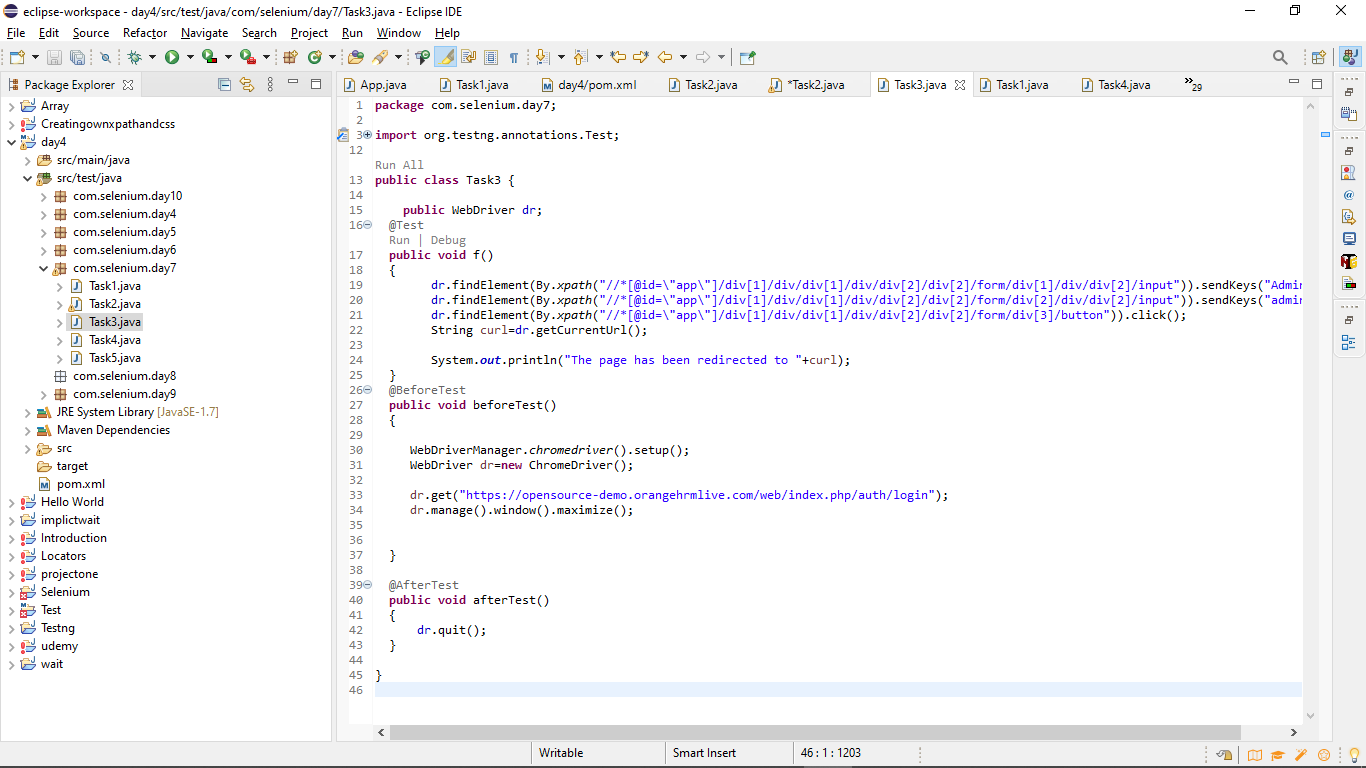 eclipse-workspace - day4/src/test/java/com/selenium/day7/Task3.java - Eclipse IDE
File Edit Source Refactor Navigate Search Project Run Window Help
Package Explorer
App.java Task1.java day4/pom.xml Task2.java *Task2.java Task3.java Task1.java Task4.java »29
Array
Creatingownxpathandcss
day4
src/main/java
src/test/java
com.selenium.day10
com.selenium.day4
com.selenium.day5
com.selenium.day6
com.selenium.day7
Task1.java
Task2.java
Task3.java
Task4.java
Task5.java
com.selenium.day8
com.selenium.day9
JRE System Library [JavaSE-1.7]
Maven Dependencies
src
target
pom.xml
Hello World
implictwait
Introduction
Locators
projectone
Selenium
Test
Testng
udemy
wait
1 package com.selenium.day7;
2
3 import org.testng.annotations.Test;
12
Run All
13 public class Task3 {
14
15 public WebDriver dr;
16 @Test
Run | Debug
17 public void f()
18 {
19 dr.findElement(By.xpath("//*[@id=\"app\"]/div[1]/div/div[1]/div/div[2]/div[2]/form/div[1]/div/div[2]/input")).sendKeys("Admin
20 dr.findElement(By.xpath("//*[@id=\"app\"]/div[1]/div/div[1]/div/div[2]/div[2]/form/div[2]/div/div[2]/input")).sendKeys("admin
21 dr.findElement(By.xpath("//*[@id=\"app\"]/div[1]/div/div[1]/div/div[2]/div[2]/form/div[3]/button")).click();
22 String curl=dr.getCurrentUrl();
23
24 System.out.println("The page has been redirected to "+curl);
25 }
26 @BeforeTest
27 public void beforeTest()
28 {
29
30 WebDriverManager.chromedriver().setup();
31 WebDriver dr=new ChromeDriver();
32
33 dr.get("https://opensource-demo.orangehrmlive.com/web/index.php/auth/login");
34 dr.manage().window().maximize();
35
36
37 }
38
39 @AfterTest
40 public void afterTest()
41 {
42 dr.quit();
43 }
44
45 }
46
Writable Smart Insert 46 : 1 : 1203